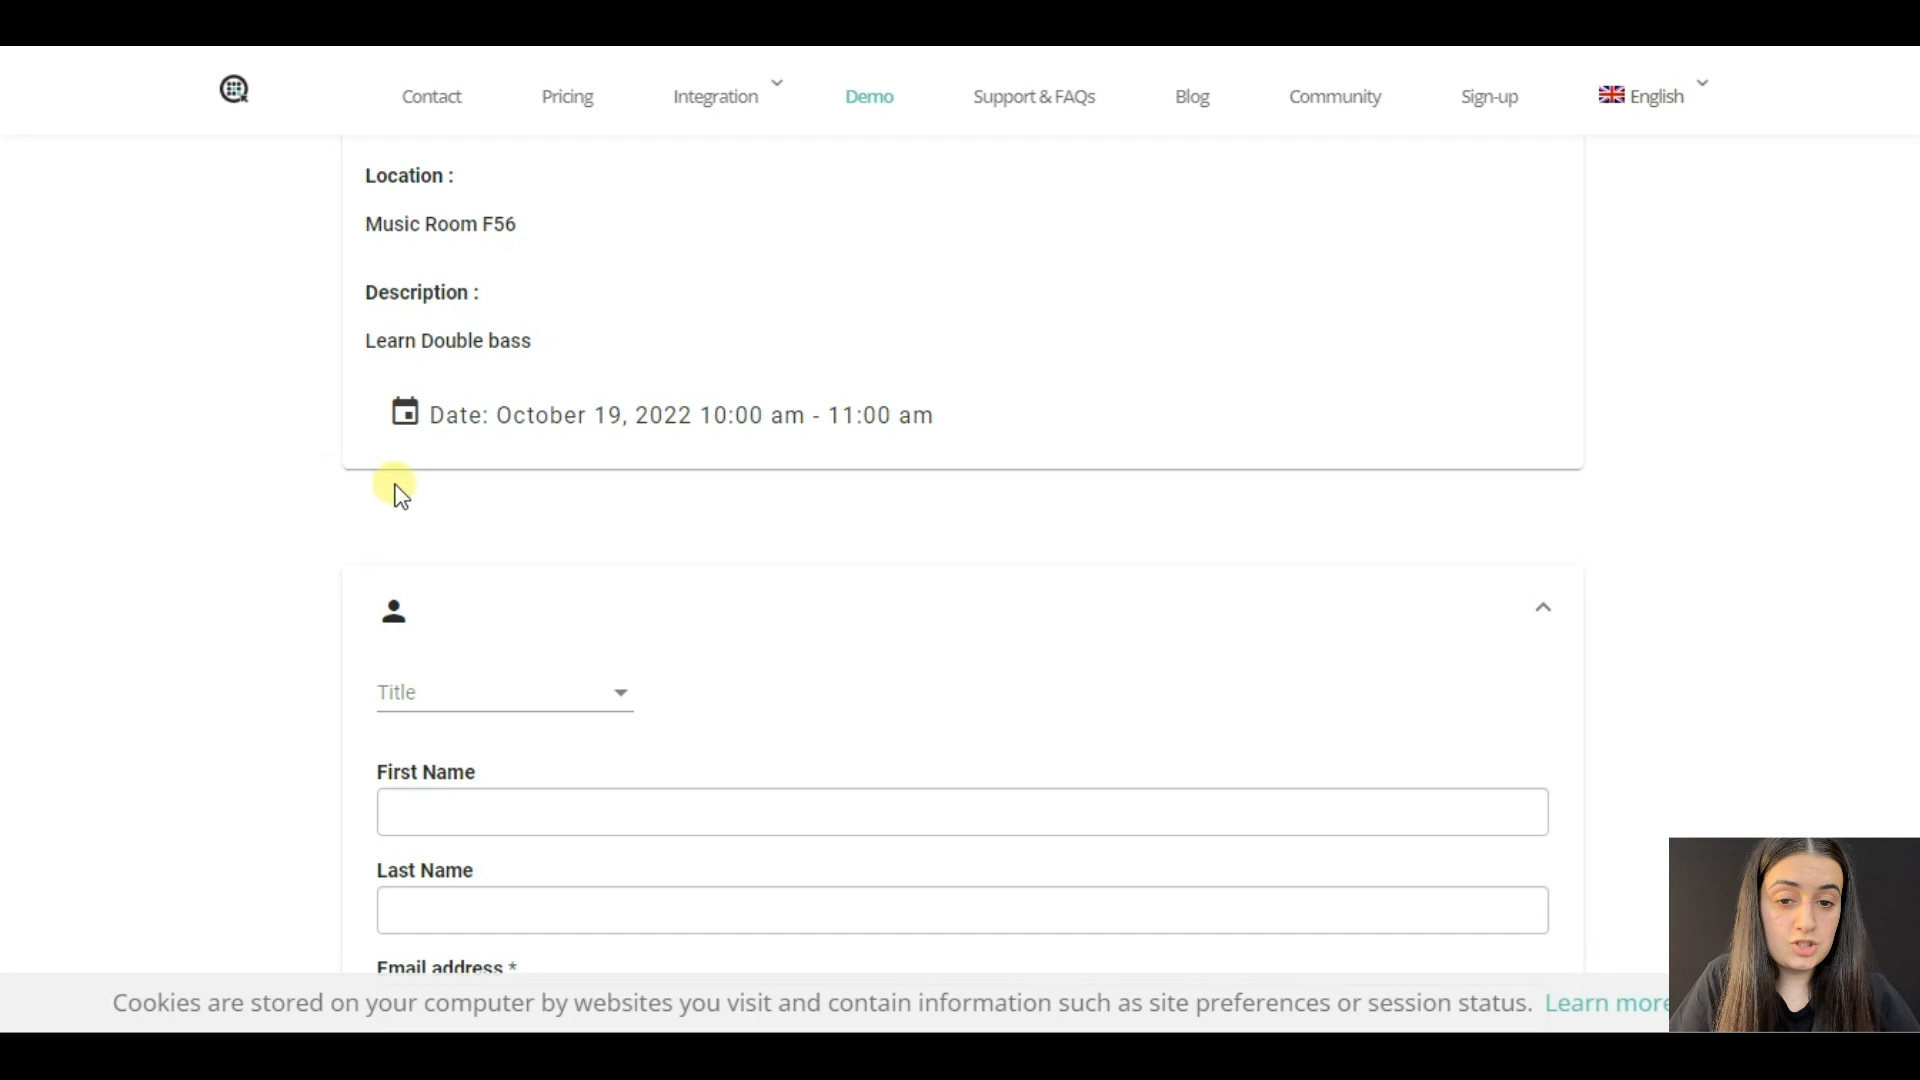 Contact Pricing Integration Demo Support & FAQs Blog Community Sign-up English
Location :
Music Room F56
Description :
Learn Double bass
Date: October 19, 2022 10:00 am - 11:00 am
Title
First Name
Last Name
Email address *
Cookies are stored on your computer by websites you visit and contain information such as site preferences or session status. Learn more